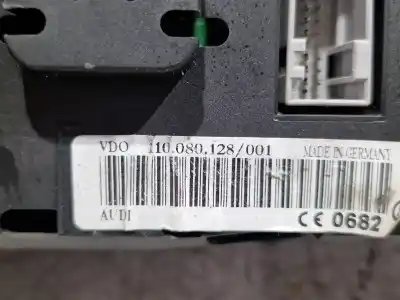 VDO 110.080.128/001 MADE IN GERMANY
AUDI CE 0682